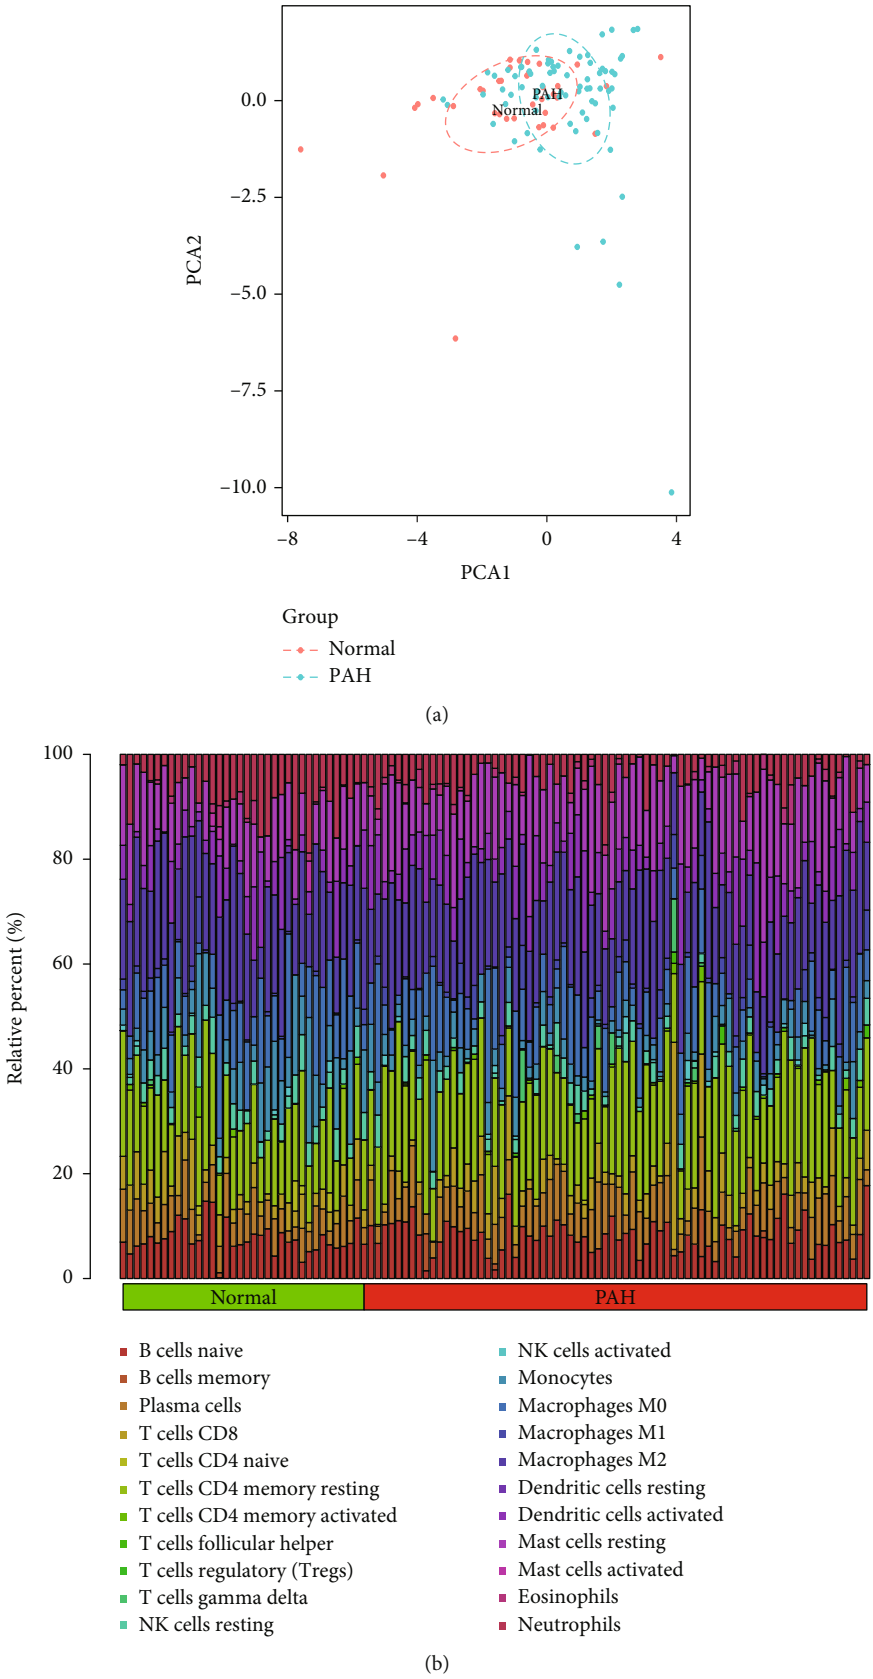 0.0
−2.5
−5.0
−7.5
−10.0
PCA2
PAH
Normal
−8 −4 0 4
PCA1
Group
Normal
PAH
(a)
100
80
60
40
20
0
Relative percent (%)
Normal PAH
B cells naive
B cells memory
Plasma cells
T cells CD8
T cells CD4 naive
T cells CD4 memory resting
T cells CD4 memory activated
T cells follicular helper
T cells regulatory (Tregs)
T cells gamma delta
NK cells resting
NK cells activated
Monocytes
Macrophages M0
Macrophages M1
Macrophages M2
Dendritic cells resting
Dendritic cells activated
Mast cells resting
Mast cells activated
Eosinophils
Neutrophils
(b)